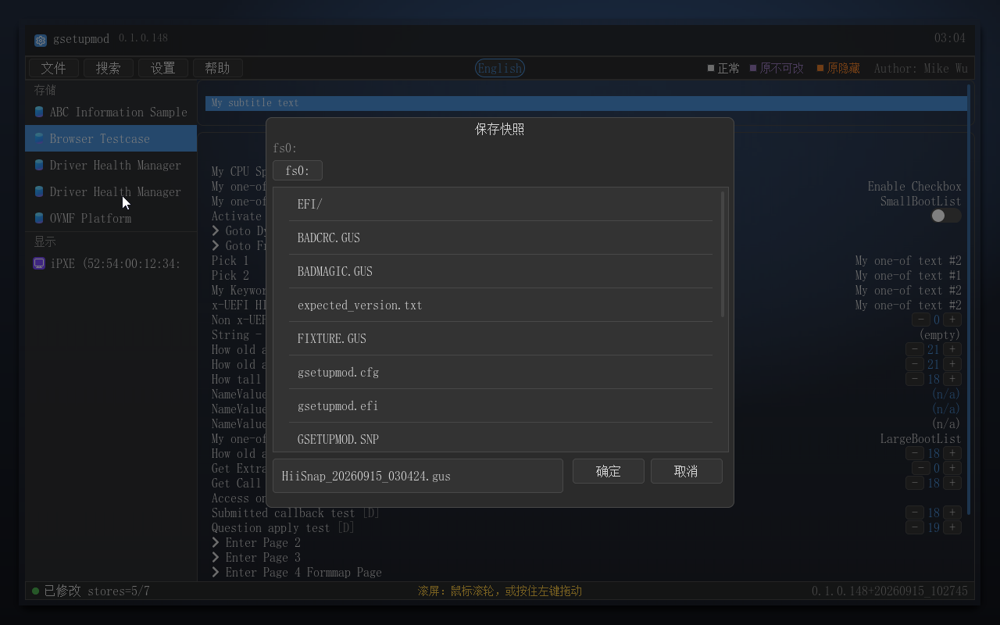 gsetupmod 0.1.0.148 03:04
文件 搜索 设置 帮助 English 正常 原不可改 原隐藏 Author: Mike Wu
存储
ABC Information Sample
Browser Testcase
Driver Health Manager
Driver Health Manager
OVMF Platform
显示
iPXE (52:54:00:12:34:
My subtitle text
保存快照
fs0:
fs0:
EFI/
BADCRC.GUS
BADMAGIC.GUS
expected_version.txt
FIXTURE.GUS
gsetupmod.cfg
gsetupmod.efi
GSETUPMOD.SNP
HiiSnap_20260915_030424.gus 确定 取消
My CPU Sp
My one-of Enable Checkbox
My one-of SmallBootList
Activate
Goto Dy
Goto Fr
Pick 1 My one-of text #2
Pick 2 My one-of text #1
My Keywor My one-of text #2
x-UEFI HI My one-of text #2
Non x-UEF − 0 +
String - (empty)
How old a − 21 +
How old a − 21 +
How tall − 18 +
NameValue (n/a)
NameValue (n/a)
NameValue (n/a)
My one-of LargeBootList
How old a − 18 +
Get Extra − 0 +
Get Call − 18 +
Access on
Submitted callback test [D] − 18 +
Question apply test [D] − 19 +
Enter Page 2
Enter Page 3
Enter Page 4 Formmap Page
已修改 stores=5/7 滚屏: 鼠标滚轮, 或按住左键拖动 0.1.0.148+20260915_102745